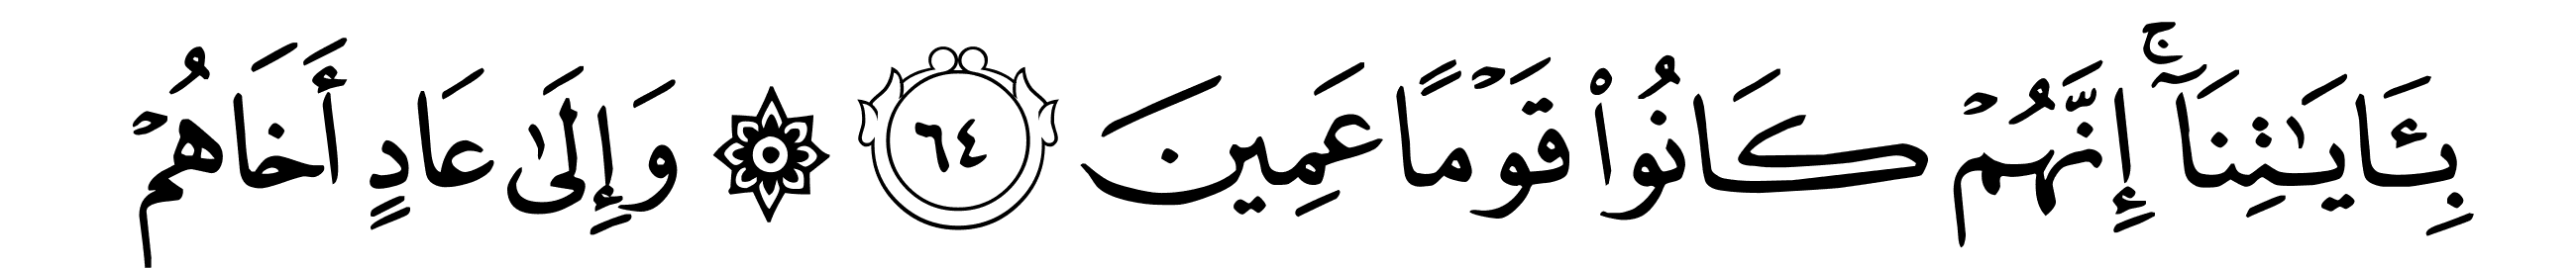 بِـَٔايَـٰتِنَآ ۚ إِنَّهُمْ كَانُوا۟ قَوْمًا عَمِينَ ٦٤ ۞ وَإِلَىٰ عَادٍ أَخَاهُمْ